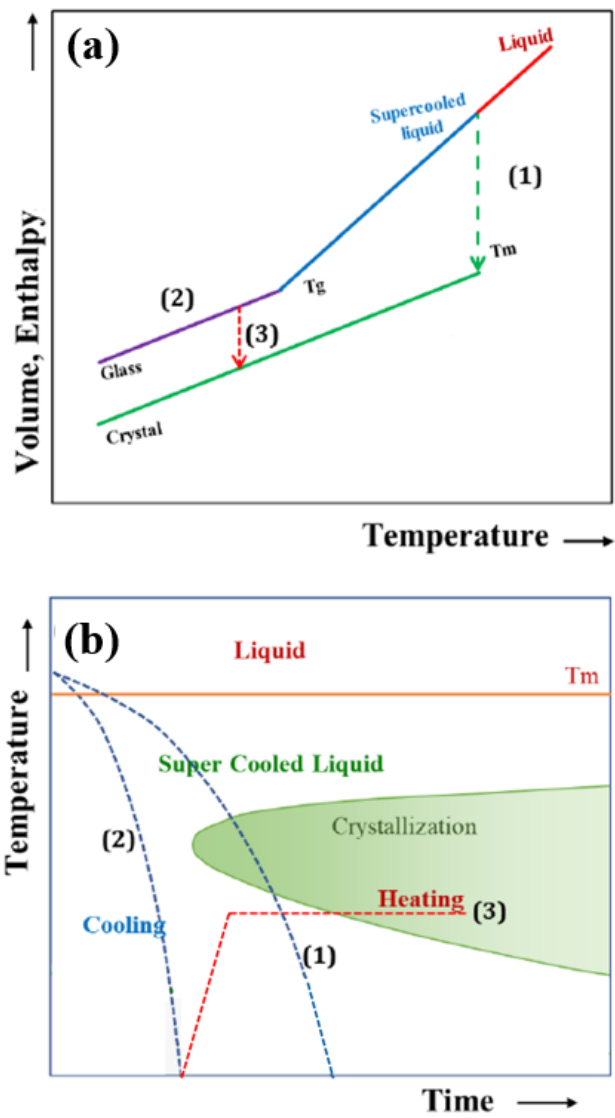 (a)
Liquid
Supercooled
liquid
(1)
Tm
Tg
(2)
(3)
Glass
Crystal
Volume, Enthalpy
Temperature
(b)
Liquid
Tm
Super Cooled Liquid
Crystallization
(2)
Heating
(3)
Cooling
(1)
Temperature
Time